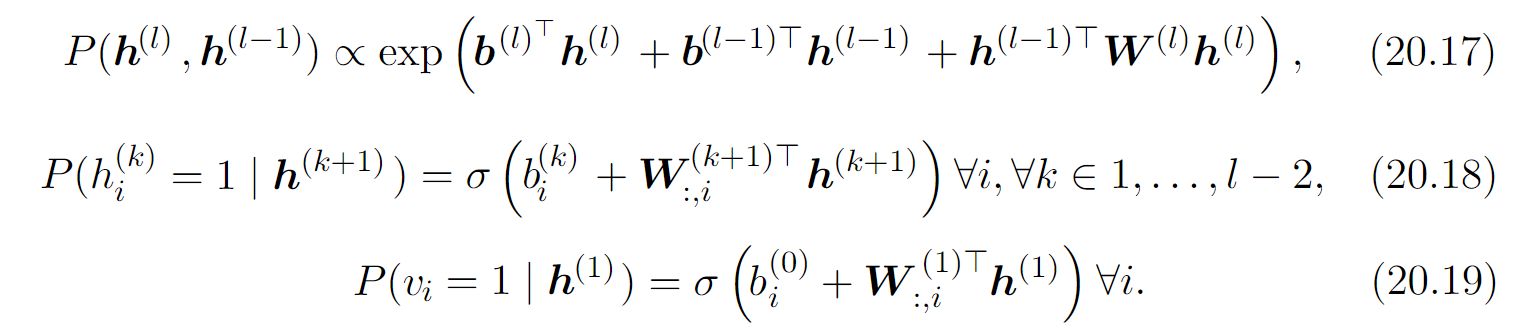 P(h^{(l)}, h^{(l−1)}) ∝ exp ( b^{(l)⊤} h^{(l)} + b^{(l−1)⊤} h^{(l−1)} + h^{(l−1)⊤} W^{(l)} h^{(l)} ), (20.17)
P(h_i^{(k)} = 1 | h^{(k+1)}) = σ ( b_i^{(k)} + W_{:,i}^{(k+1)⊤} h^{(k+1)} ) ∀i, ∀k ∈ 1, . . . , l − 2, (20.18)
P(v_i = 1 | h^{(1)}) = σ ( b_i^{(0)} + W_{:,i}^{(1)⊤} h^{(1)} ) ∀i. (20.19)